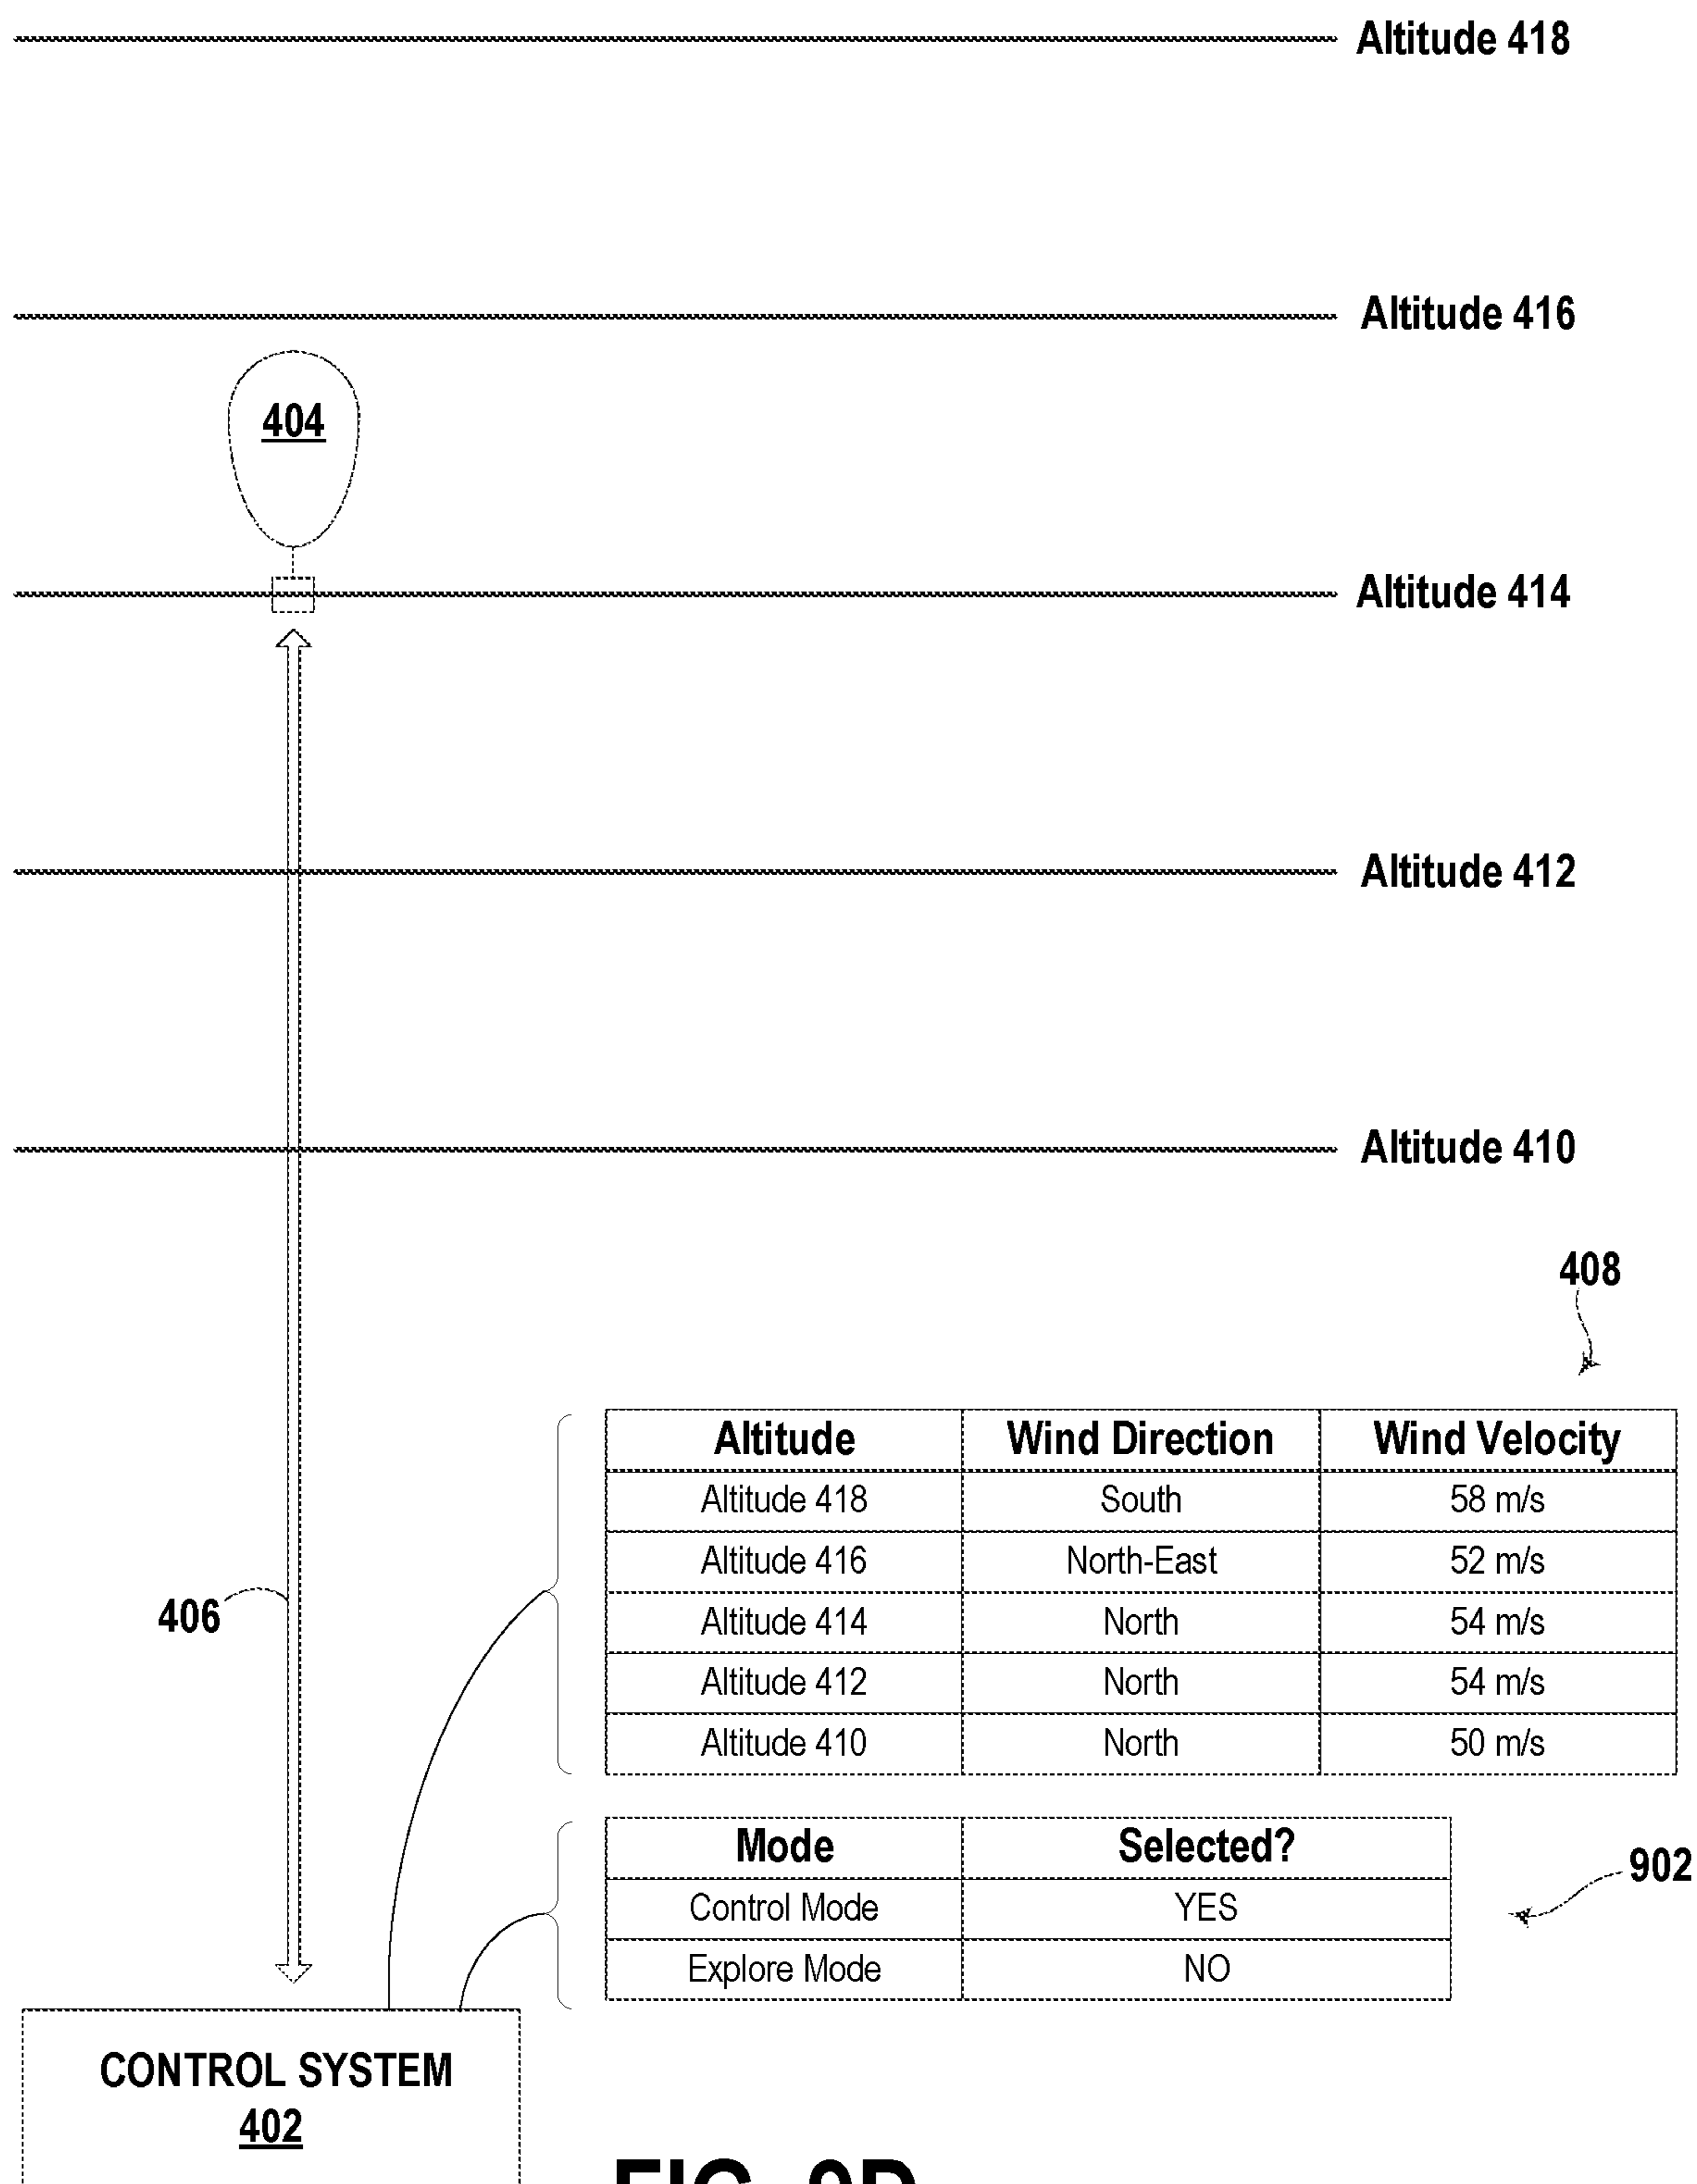 Altitude 418
Altitude 416
404
Altitude 414
Altitude 412
Altitude 410
408
Altitude Wind Direction Wind Velocity
Altitude 418 South 58 m/s
Altitude 416 North-East 52 m/s
Altitude 414 North 54 m/s
Altitude 412 North 54 m/s
Altitude 410 North 50 m/s
406
Mode Selected?
Control Mode YES
Explore Mode NO
902
CONTROL SYSTEM
402